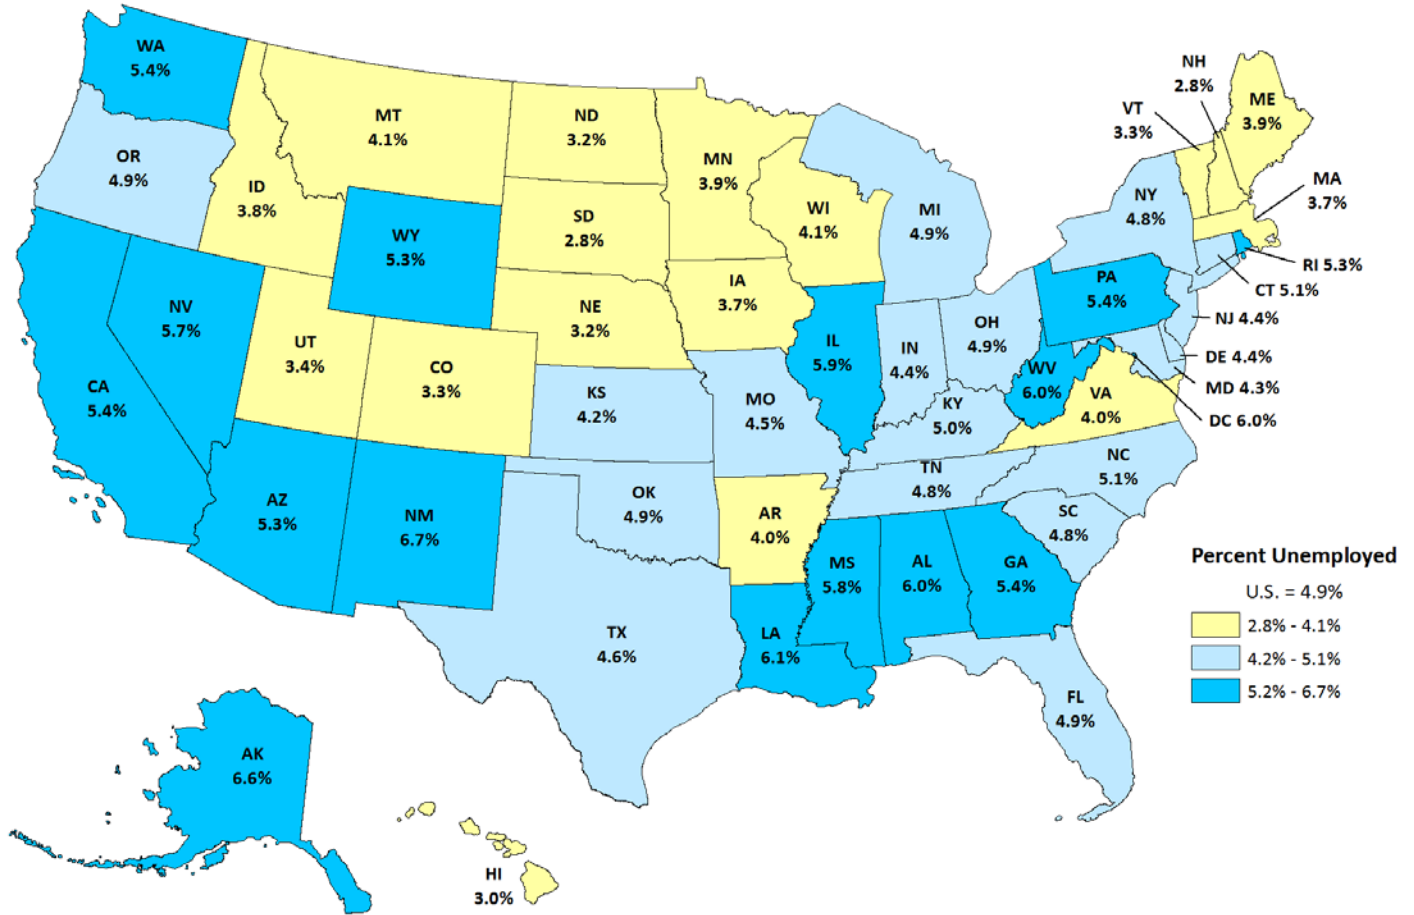 WA
5.4%
MT
4.1%
ND
3.2%
MN
3.9%
NH
2.8%
VT
3.3%
ME
3.9%
OR
4.9%
ID
3.8%
WY
5.3%
SD
2.8%
WI
4.1%
MI
4.9%
NY
4.8%
MA
3.7%
RI 5.3%
CT 5.1%
NJ 4.4%
DE 4.4%
MD 4.3%
DC 6.0%
NV
5.7%
UT
3.4%
CO
3.3%
NE
3.2%
IA
3.7%
IL
5.9%
IN
4.4%
OH
4.9%
PA
5.4%
WV
6.0%
VA
4.0%
CA
5.4%
KS
4.2%
MO
4.5%
KY
5.0%
AZ
5.3%
NM
6.7%
OK
4.9%
AR
4.0%
TN
4.8%
NC
5.1%
SC
4.8%
TX
4.6%
LA
6.1%
MS
5.8%
AL
6.0%
GA
5.4%
FL
4.9%
AK
6.6%
HI
3.0%
Percent Unemployed
U.S. = 4.9%
2.8% - 4.1%
4.2% - 5.1%
5.2% - 6.7%